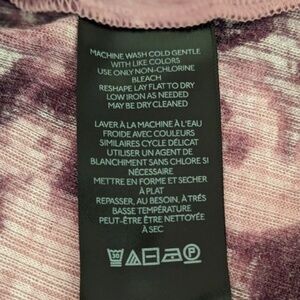 MACHINE WASH COLD GENTLE
WITH LIKE COLORS
USE ONLY NON-CHLORINE
BLEACH
RESHAPE LAY FLAT TO DRY
LOW IRON AS NEEDED
MAY BE DRY CLEANED
LAVER À LA MACHINE À L'EAU
FROIDE AVEC COULEURS
SIMILAIRES CYCLE DÉLICAT
UTILISER UN AGENT DE
BLANCHIMENT SANS CHLORE SI
NÉCESSAIRE
METTRE EN FORME ET SECHER
À PLAT
REPASSER, AU BESOIN, À TRÈS
BASSE TEMPÉRATURE
PEUT-ÊTRE ÊTRE NETTOYÉE
À SEC
30 P